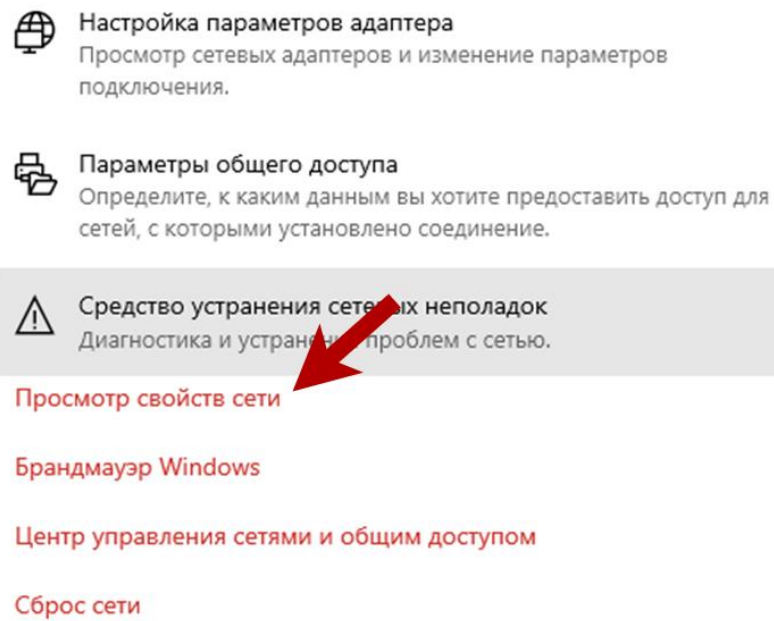 Настройка параметров адаптера
Просмотр сетевых адаптеров и изменение параметров
подключения.
Параметры общего доступа
Определите, к каким данным вы хотите предоставить доступ для
сетей, с которыми установлено соединение.
Средство устранения сетевых неполадок
Диагностика и устранение проблем с сетью.
Просмотр свойств сети
Брандмауэр Windows
Центр управления сетями и общим доступом
Сброс сети